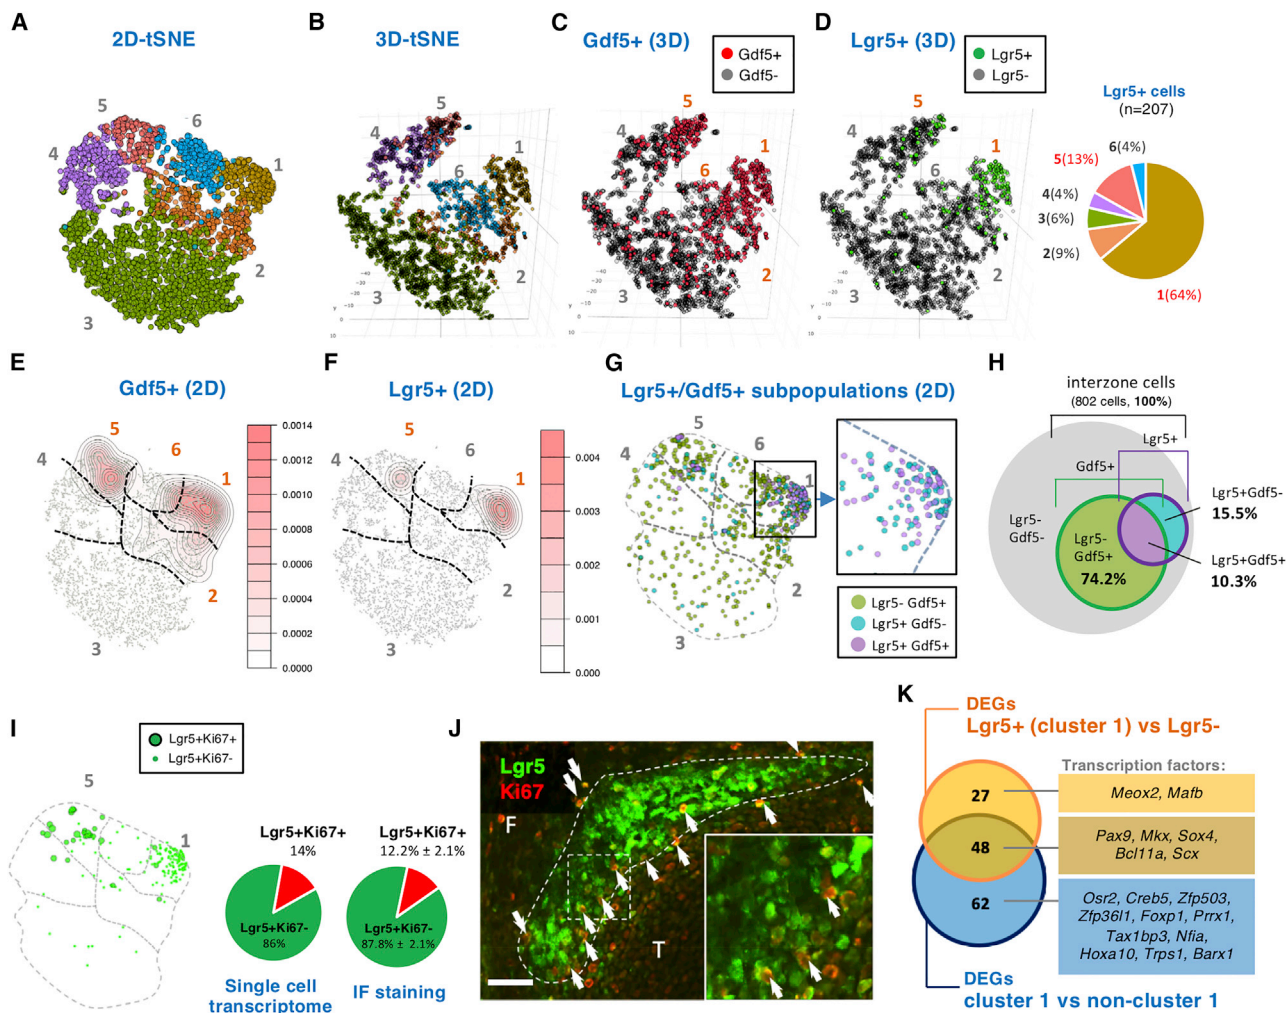 A
2D-tSNE
5
6
4
1
2
3
B
3D-tSNE
5
4
1
6
2
3
y
0
10
C
Gdf5+ (3D)
Gdf5+
Gdf5-
5
4
1
6
2
3
y
0
10
D
Lgr5+ (3D)
Lgr5+
Lgr5-
5
4
1
6
2
3
y
0
10
Lgr5+ cells
(n=207)
6(4%)
5(13%)
4(4%)
3(6%)
2(9%)
1(64%)
E
Gdf5+ (2D)
5
6
4
1
2
3
0.0014
0.0012
0.0010
0.0009
0.0008
0.0007
0.0006
0.0004
0.0002
0.0000
F
Lgr5+ (2D)
5
6
4
1
2
3
0.004
0.003
0.002
0.001
0.000
G
Lgr5+/Gdf5+ subpopulations (2D)
5
6
4
1
2
3
Lgr5- Gdf5+
Lgr5+ Gdf5-
Lgr5+ Gdf5+
H
interzone cells
(802 cells, 100%)
Lgr5+
Gdf5+
Lgr5-
Gdf5-
Lgr5-
Gdf5+
74.2%
Lgr5+Gdf5-
15.5%
Lgr5+Gdf5+
10.3%
I
Lgr5+Ki67+
Lgr5+Ki67-
5
1
Lgr5+Ki67+
14%
Lgr5+Ki67-
86%
Single cell
transcriptome
Lgr5+Ki67+
12.2% ± 2.1%
Lgr5+Ki67-
87.8% ± 2.1%
IF staining
J
Lgr5
Ki67
F
T
K
DEGs
Lgr5+ (cluster 1) vs Lgr5-
Transcription factors:
27
Meox2, Mafb
48
Pax9, Mkx, Sox4,
Bcl11a, Scx
62
Osr2, Creb5, Zfp503,
Zfp36l1, Foxp1, Prrx1,
Tax1bp3, Nfia,
Hoxa10, Trps1, Barx1
DEGs
cluster 1 vs non-cluster 1